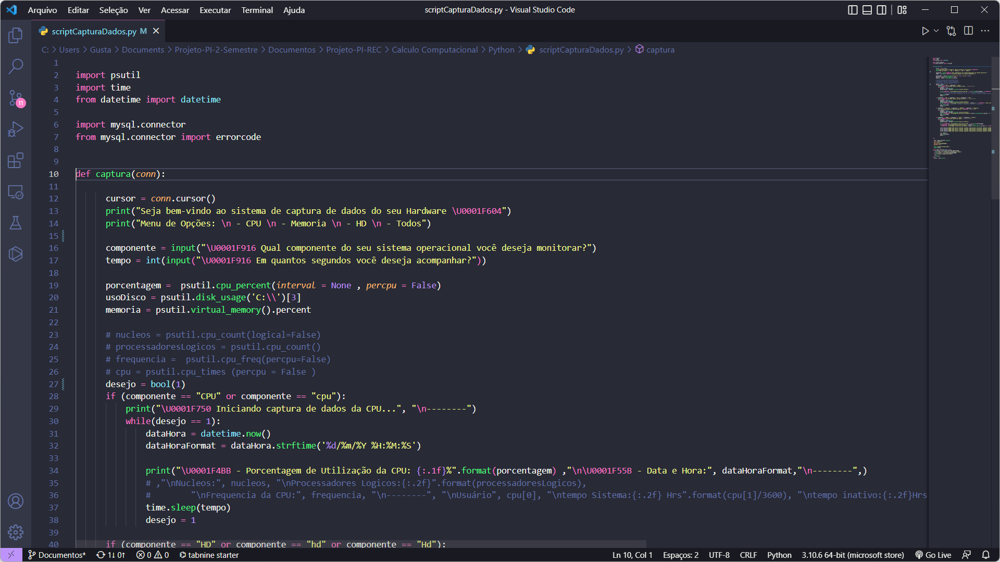 Arquivo Editar Seleção Ver Acessar Executar Terminal Ajuda
scriptCapturaDados.py - Visual Studio Code
scriptCapturaDados.py M
C: > Users > Gusta > Documents > Projeto-PI-2-Semestre > Documentos > Projeto-PI-REC > Calculo Computacional > Python > scriptCapturaDados.py > captura
11
1
2 import psutil
3 import time
4 from datetime import datetime
5
6 import mysql.connector
7 from mysql.connector import errorcode
8
9
10 def captura(conn):
11
12 cursor = conn.cursor()
13 print("Seja bem-vindo ao sistema de captura de dados do seu Hardware \U0001F604")
14 print("Menu de Opções: \n - CPU \n - Memoria \n - HD \n - Todos")
15
16 componente = input("\U0001F916 Qual componente do seu sistema operacional você deseja monitorar?")
17 tempo = int(input("\U0001F916 Em quantos segundos você deseja acompanhar?"))
18
19 porcentagem =  psutil.cpu_percent(interval = None , percpu = False)
20 usoDisco = psutil.disk_usage('C:\\')[3]
21 memoria = psutil.virtual_memory().percent
22
23 # nucleos = psutil.cpu_count(logical=False)
24 # processadoresLogicos = psutil.cpu_count()
25 # frequencia =  psutil.cpu_freq(percpu=False)
26 # cpu = psutil.cpu_times (percpu = False )
27 desejo = bool(1)
28 if (componente == "CPU" or componente == "cpu"):
29 print("\U0001F750 Iniciando captura de dados da CPU...", "\n--------")
30 while(desejo == 1):
31 dataHora = datetime.now()
32 dataHoraFormat = dataHora.strftime('%d/%m/%Y %H:%M:%S')
33
34 print("\U0001F4BB - Porcentagem de Utilização da CPU: {:.1f}%".format(porcentagem) ,"\n\U0001F55B - Data e Hora:", dataHoraFormat,"\n--------",)
35 # ,"\nNucleos:", nucleos, "\nProcessadores Logicos:{:.2f}".format(processadoresLogicos),
36 #        "\nFrequencia da CPU:", frequencia, "\n--------", "\nUsuário", cpu[0], "\ntempo Sistema:{:.2f} Hrs".format(cpu[1]/3600), "\ntempo inativo:{:.2f}Hrs
37 time.sleep(tempo)
38 desejo = 1
39
40 if (componente == "HD" or componente == "hd" or componente == "Hd"):
Documentos* 1↓ 0↑ 0 0 tabnine starter
Ln 10, Col 1 Espaços: 2 UTF-8 CRLF Python 3.10.6 64-bit (microsoft store) Go Live